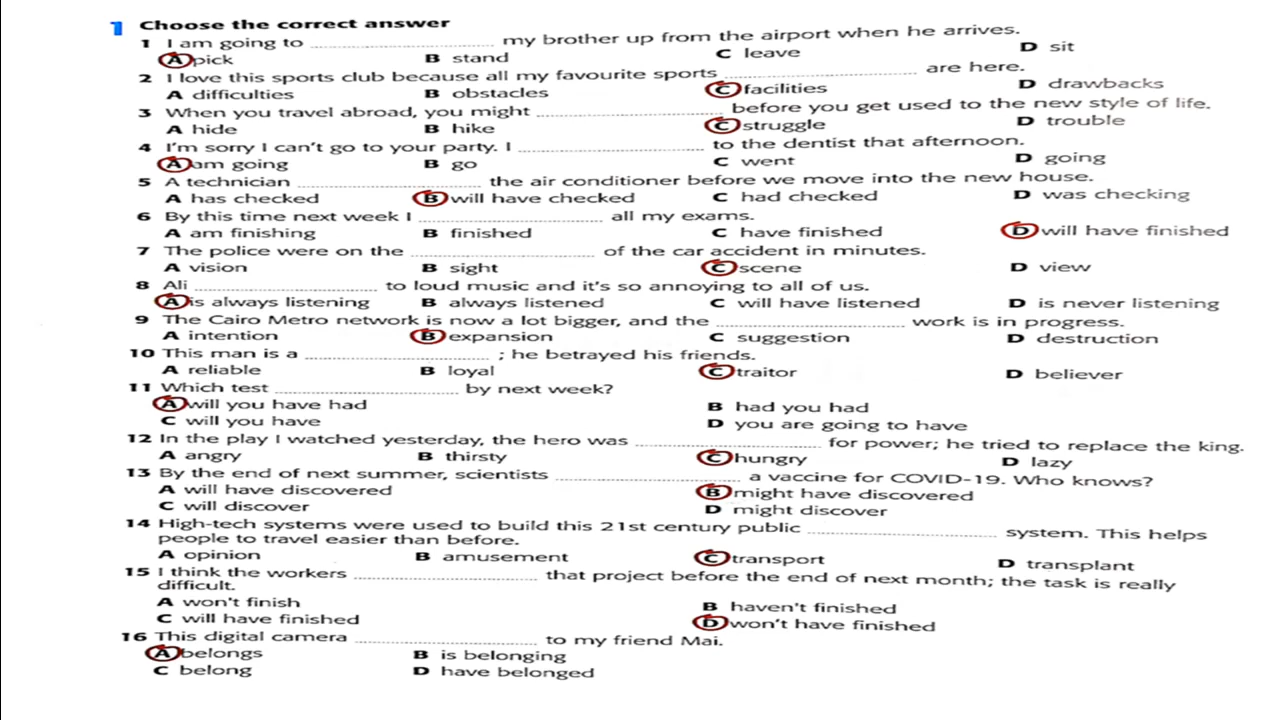 1 Choose the correct answer
1 I am going to ........................ my brother up from the airport when he arrives.
A pick B stand C leave D sit
2 I love this sports club because all my favourite sports ........................ are here.
A difficulties B obstacles C facilities D drawbacks
3 When you travel abroad, you might ........................ before you get used to the new style of life.
A hide B hike C struggle D trouble
4 I'm sorry I can't go to your party. I ........................ to the dentist that afternoon.
A am going B go C went D going
5 A technician ........................ the air conditioner before we move into the new house.
A has checked B will have checked C had checked D was checking
6 By this time next week I ........................ all my exams.
A am finishing B finished C have finished D will have finished
7 The police were on the ........................ of the car accident in minutes.
A vision B sight C scene D view
8 Ali ........................ to loud music and it's so annoying to all of us.
A is always listening B always listened C will have listened D is never listening
9 The Cairo Metro network is now a lot bigger, and the ........................ work is in progress.
A intention B expansion C suggestion D destruction
10 This man is a ........................ ; he betrayed his friends.
A reliable B loyal C traitor D believer
11 Which test ........................ by next week?
A will you have had B had you had
C will you have D you are going to have
12 In the play I watched yesterday, the hero was ........................ for power; he tried to replace the king.
A angry B thirsty C hungry D lazy
13 By the end of next summer, scientists ........................ a vaccine for COVID-19. Who knows?
A will have discovered B might have discovered
C will discover D might discover
14 High-tech systems were used to build this 21st century public ........................ system. This helps
people to travel easier than before.
A opinion B amusement C transport D transplant
15 I think the workers ........................ that project before the end of next month; the task is really
difficult.
A won't finish B haven't finished
C will have finished D won't have finished
16 This digital camera ........................ to my friend Mai.
A belongs B is belonging
C belong D have belonged